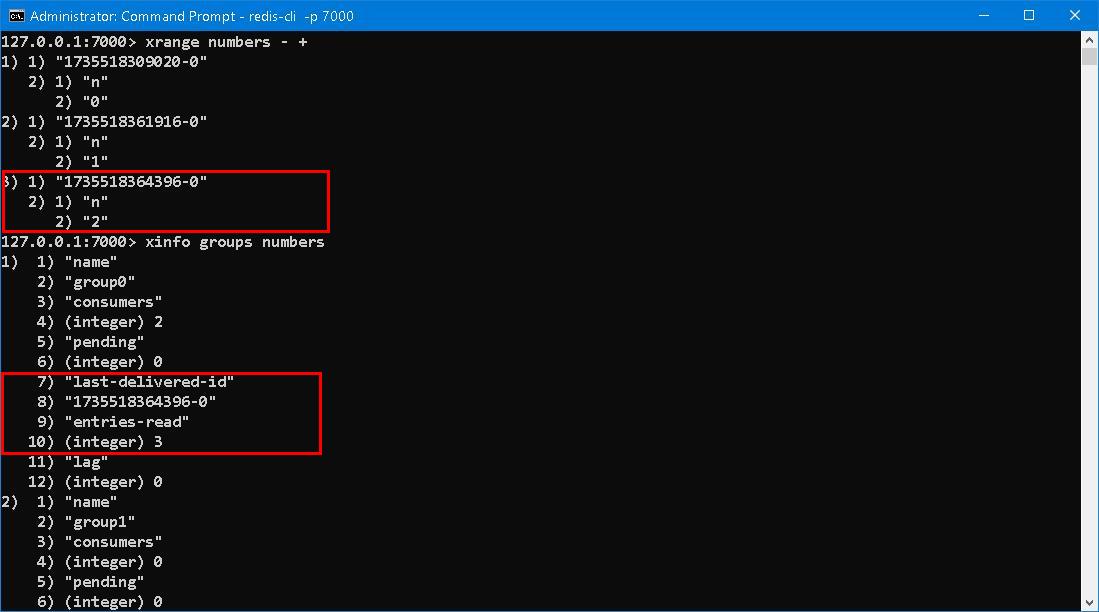 Administrator: Command Prompt - redis-cli  -p 7000
127.0.0.1:7000> xrange numbers - +
1) 1) "1735518309020-0"
   2) 1) "n"
      2) "0"
2) 1) "1735518361916-0"
   2) 1) "n"
      2) "1"
3) 1) "1735518364396-0"
   2) 1) "n"
      2) "2"
127.0.0.1:7000> xinfo groups numbers
1)  1) "name"
    2) "group0"
    3) "consumers"
    4) (integer) 2
    5) "pending"
    6) (integer) 0
    7) "last-delivered-id"
    8) "1735518364396-0"
    9) "entries-read"
   10) (integer) 3
   11) "lag"
   12) (integer) 0
2)  1) "name"
    2) "group1"
    3) "consumers"
    4) (integer) 0
    5) "pending"
    6) (integer) 0